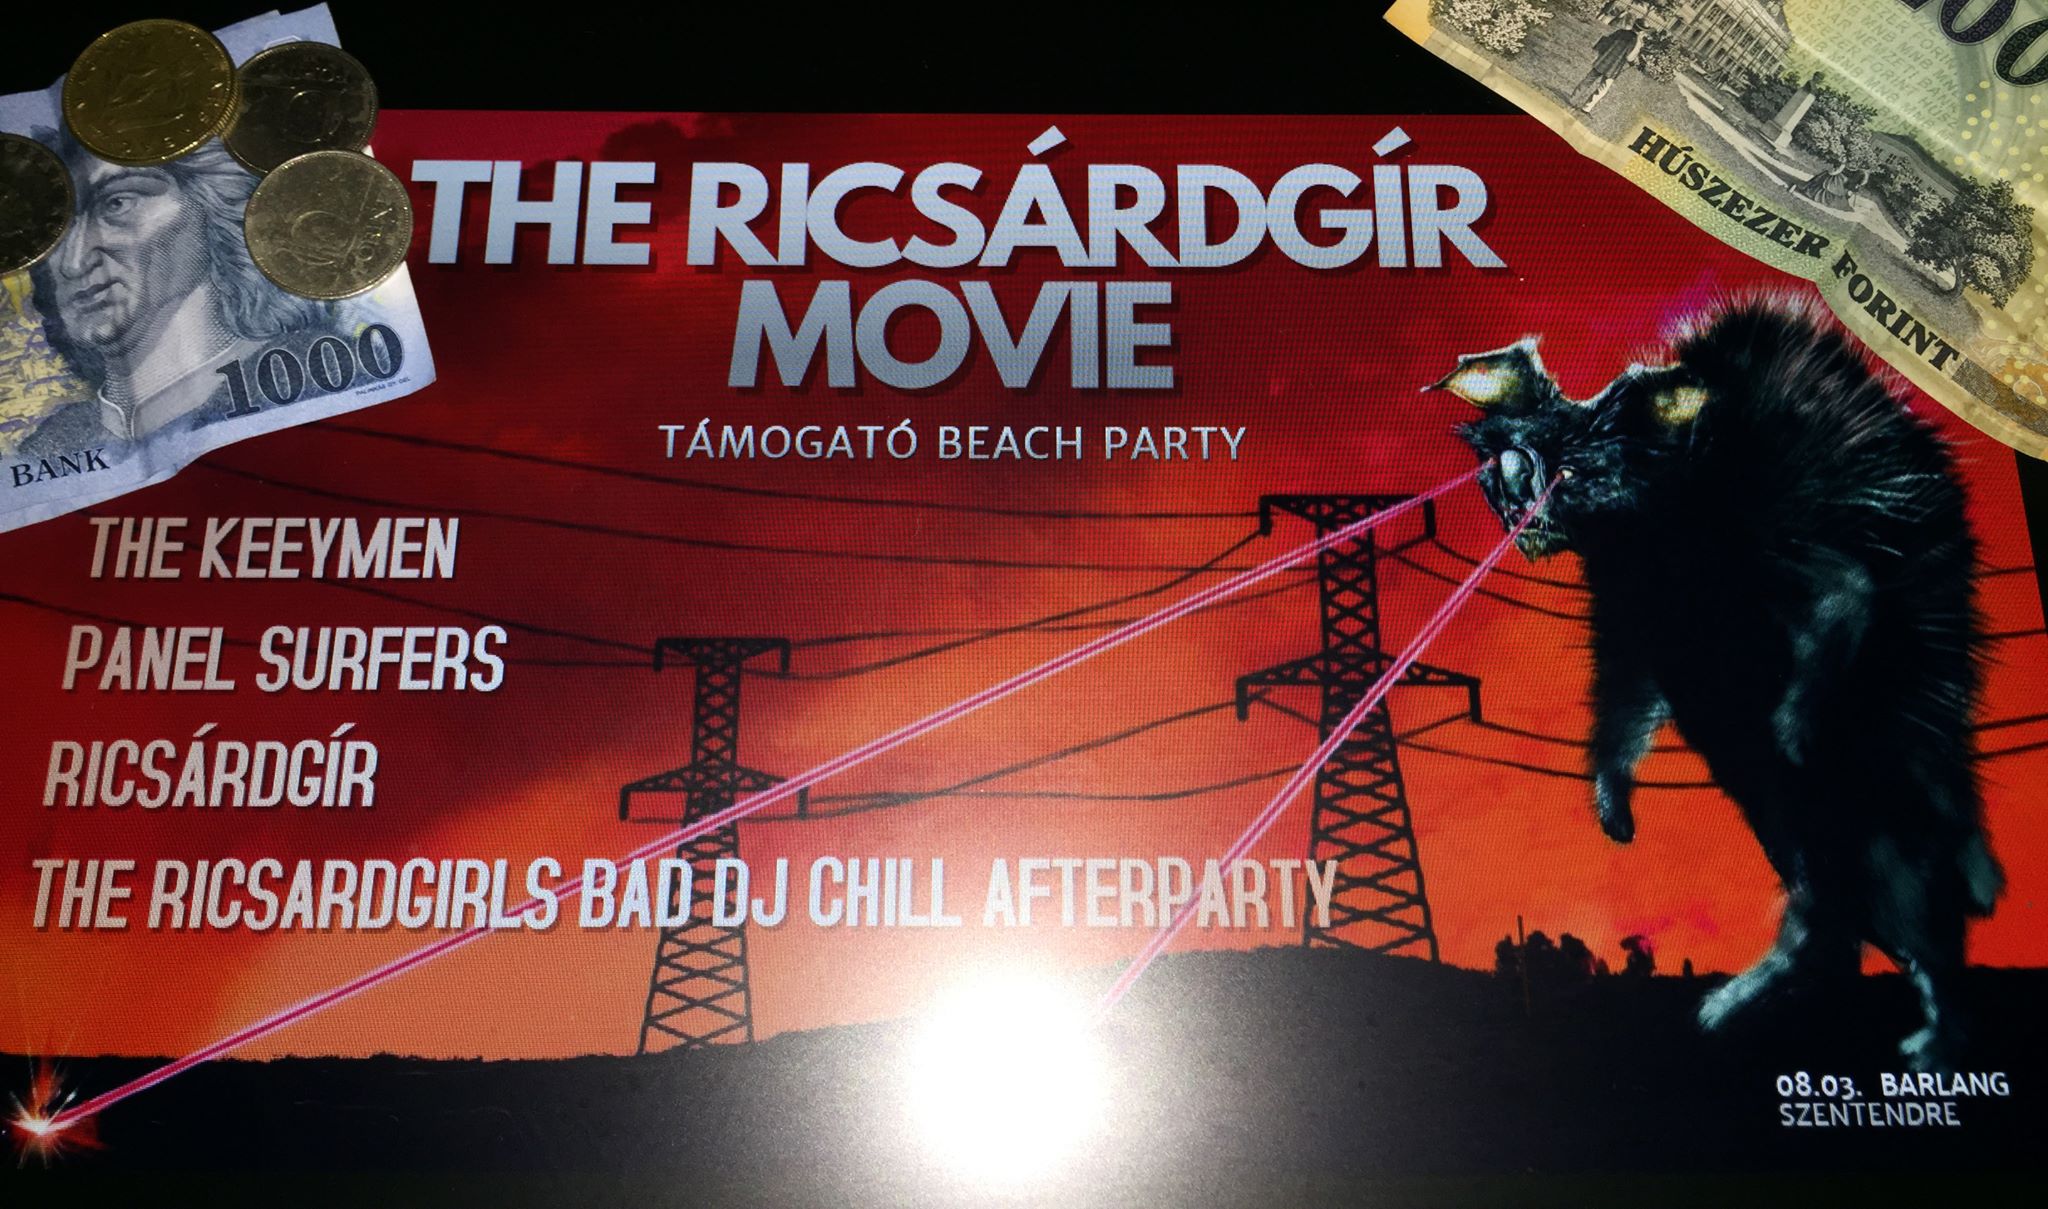 THE RICSÁRDGÍR
MOVIE
TÁMOGATÓ BEACH PARTY
1000
BANK
HÚSZEZER FORINT
THE KEEYMEN
PANEL SURFERS
RICSÁRDGÍR
THE RICSARDGIRLS BAD DJ CHILL AFTERPARTY
08.03. BARLANG
SZENTENDRE